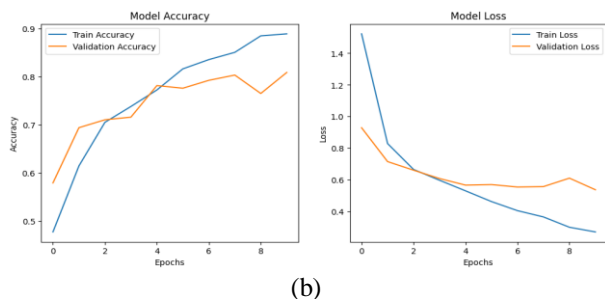 Model Accuracy
Train Accuracy
Validation Accuracy
0.9
0.8
0.7
0.6
0.5
Accuracy
0 2 4 6 8
Epochs
Model Loss
Train Loss
Validation Loss
1.4
1.2
1.0
0.8
0.6
0.4
Loss
0 2 4 6 8
Epochs
(b)